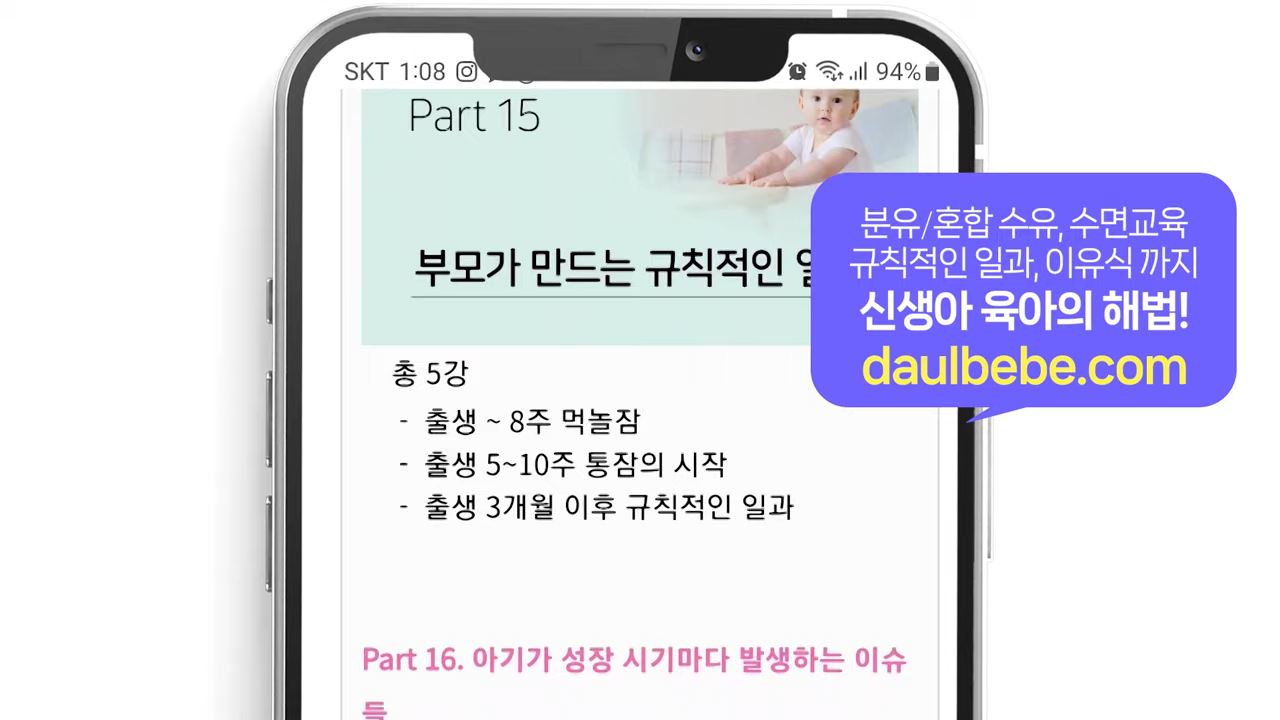 SKT 1:08
94%
Part 15
부모가 만드는 규칙적인
총 5강
- 출생 ~ 8주 먹놀잠
- 출생 5~10주 통잠의 시작
- 출생 3개월 이후 규칙적인 일과
Part 16. 아기가 성장 시기마다 발생하는 이슈
들
분유/혼합 수유, 수면교육
규칙적인 일과, 이유식 까지
신생아 육아의 해법!
daulbebe.com